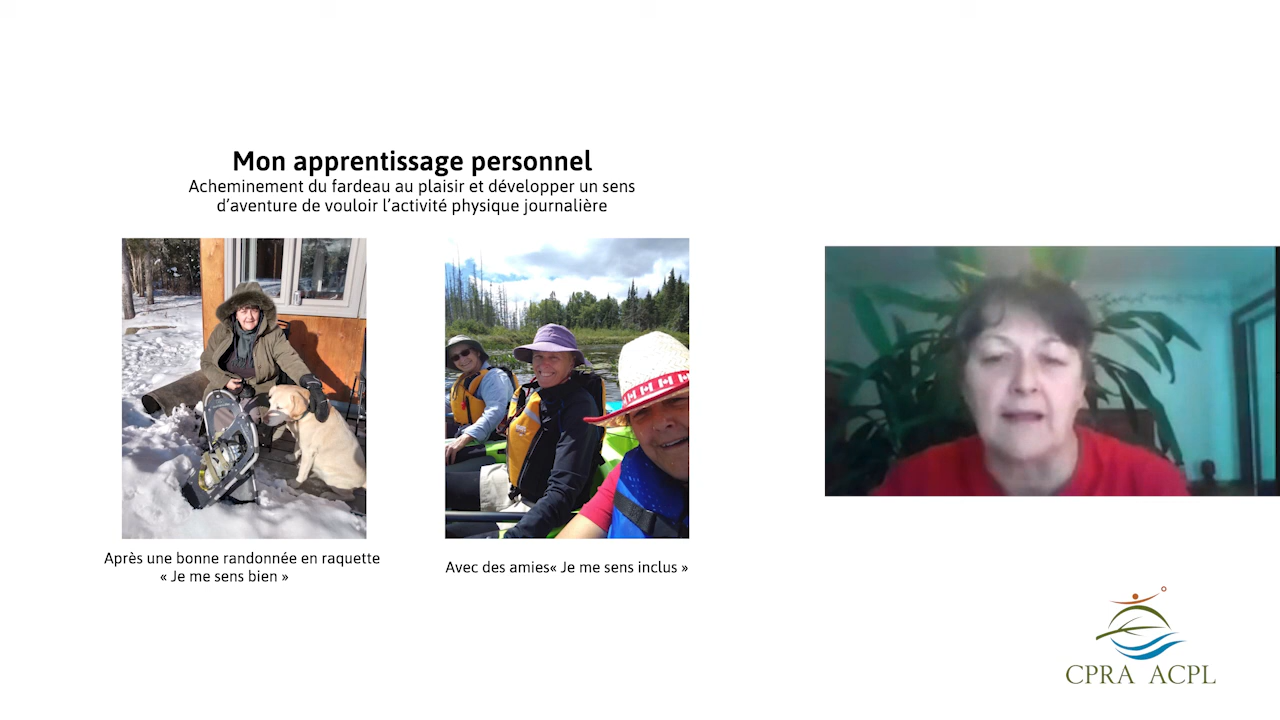 Mon apprentissage personnel
Acheminement du fardeau au plaisir et développer un sens
d’aventure de vouloir l’activité physique journalière
Après une bonne randonnée en raquette
« Je me sens bien »
Avec des amies« Je me sens inclus »
CPRA ACPL